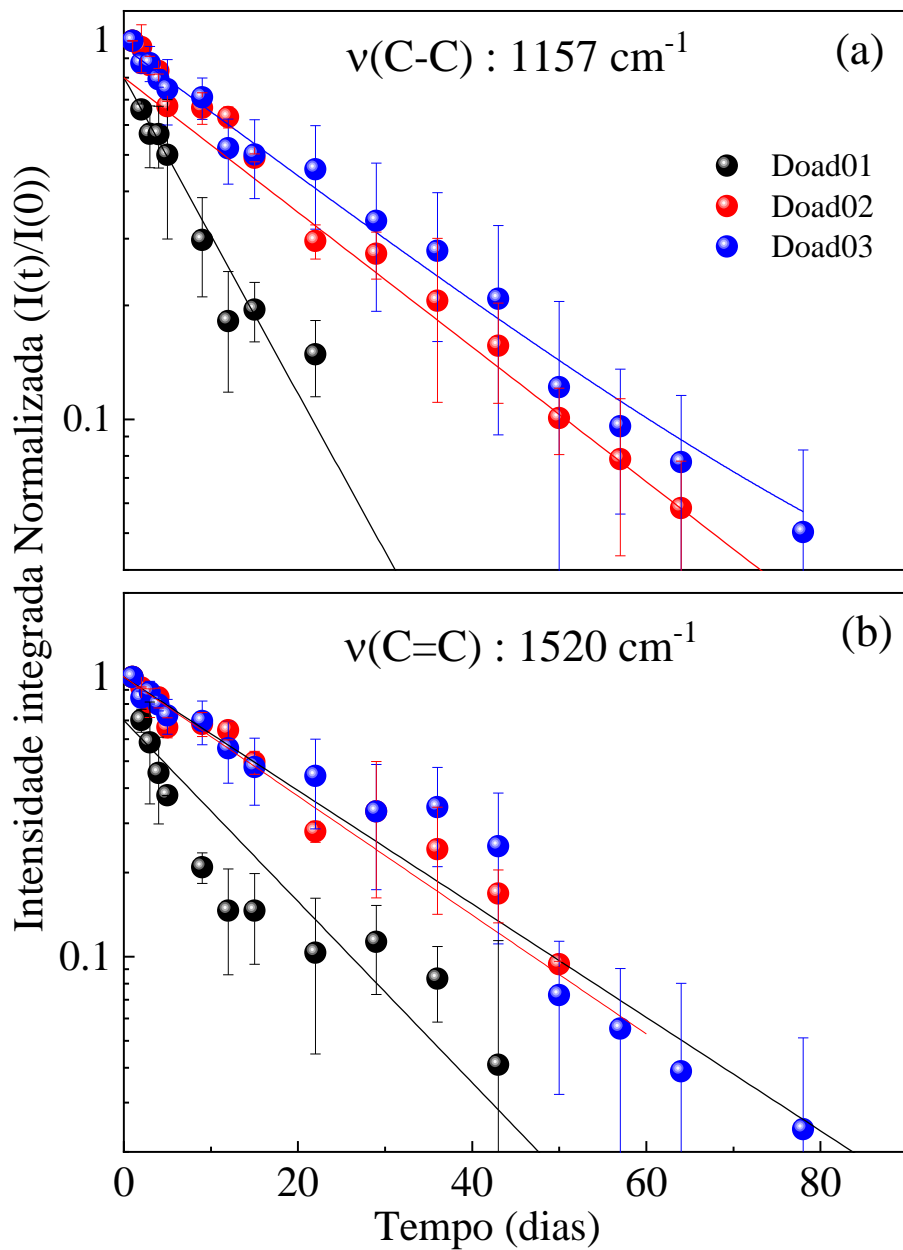 Intensidade integrada Normalizada (I(t)/I(0))
ν(C-C) : 1157 cm⁻¹
(a)
1
0.1
Doad01
Doad02
Doad03
ν(C=C) : 1520 cm⁻¹
(b)
1
0.1
0 20 40 60 80
Tempo (dias)